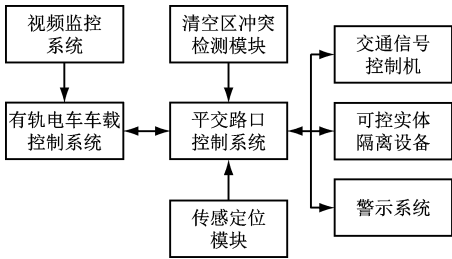 视频监控
系统
清空区冲突
检测模块
交通信号
控制机
有轨电车车载
控制系统
平交路口
控制系统
可控实体
隔离设备
传感定位
模块
警示系统